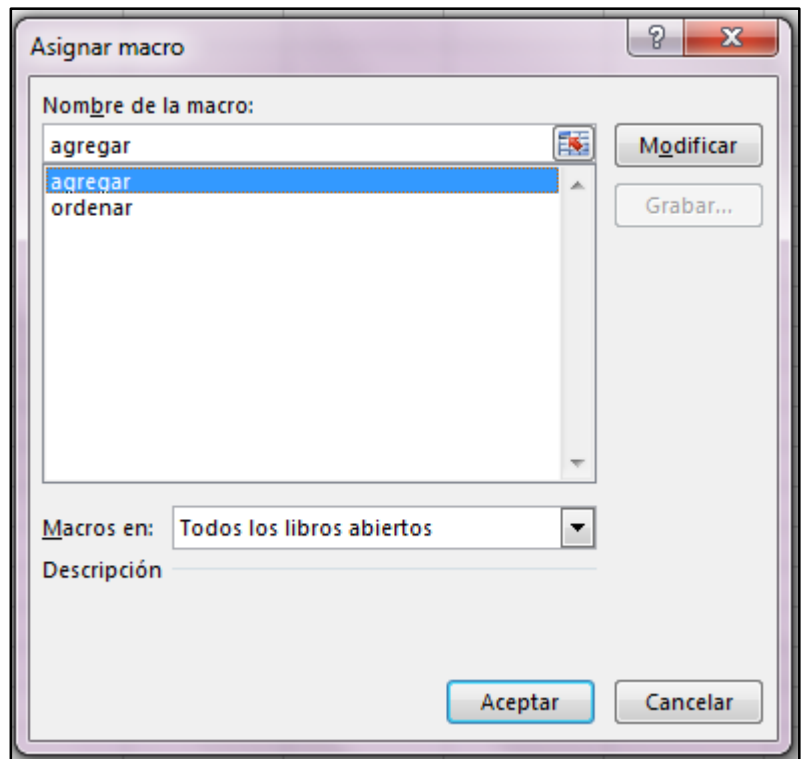 Asignar macro
Nombre de la macro:
agregar
Modificar
agregar
ordenar
Grabar...
Macros en: Todos los libros abiertos
Descripción
Aceptar Cancelar